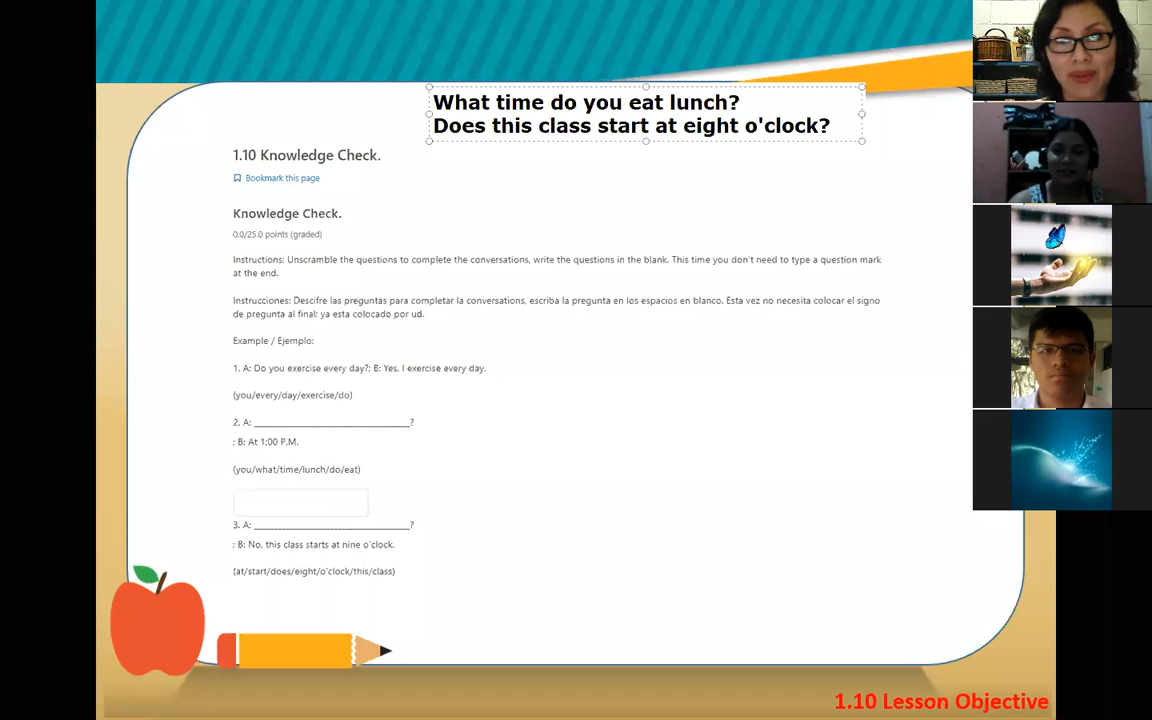 What time do you eat lunch?
Does this class start at eight o'clock?
1.10 Knowledge Check.
Bookmark this page
Knowledge Check.
0.0/25.0 points (graded)
Instructions: Unscramble the questions to complete the conversations, write the questions in the blank. This time you don't need to type a question mark
at the end.
Instrucciones: Descifre las preguntas para completar la conversations, escriba la pregunta en los espacios en blanco. Esta vez no necesita colocar el signo
de pregunta al final; ya esta colocado por ud.
Example / Ejemplo:
1. A: Do you exercise every day?; B: Yes, I exercise every day.
(you/every/day/exercise/do)
2. A: ______________________________?
: B: At 1:00 P.M.
(you/what/time/lunch/do/eat)
3. A: ______________________________?
: B: No, this class starts at nine o'clock.
(at/start/does/eight/o'clock/this/class)
1.10 Lesson Objective